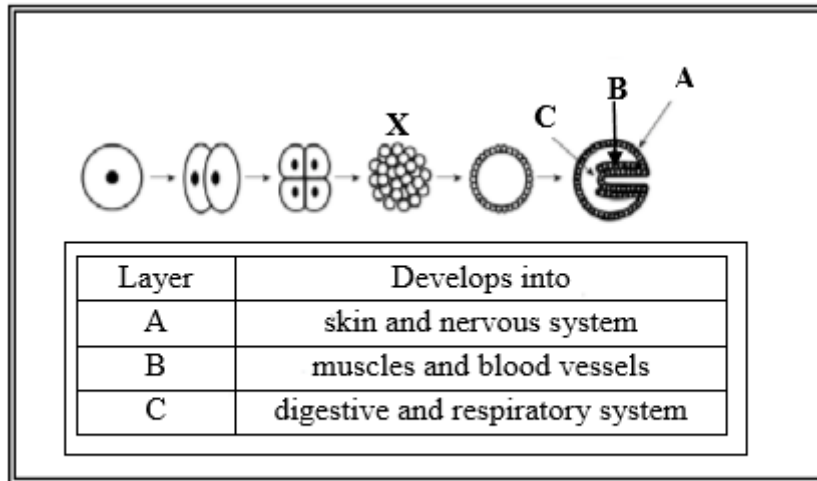 B
A
C
X
Layer Develops into
A skin and nervous system
B muscles and blood vessels
C digestive and respiratory system